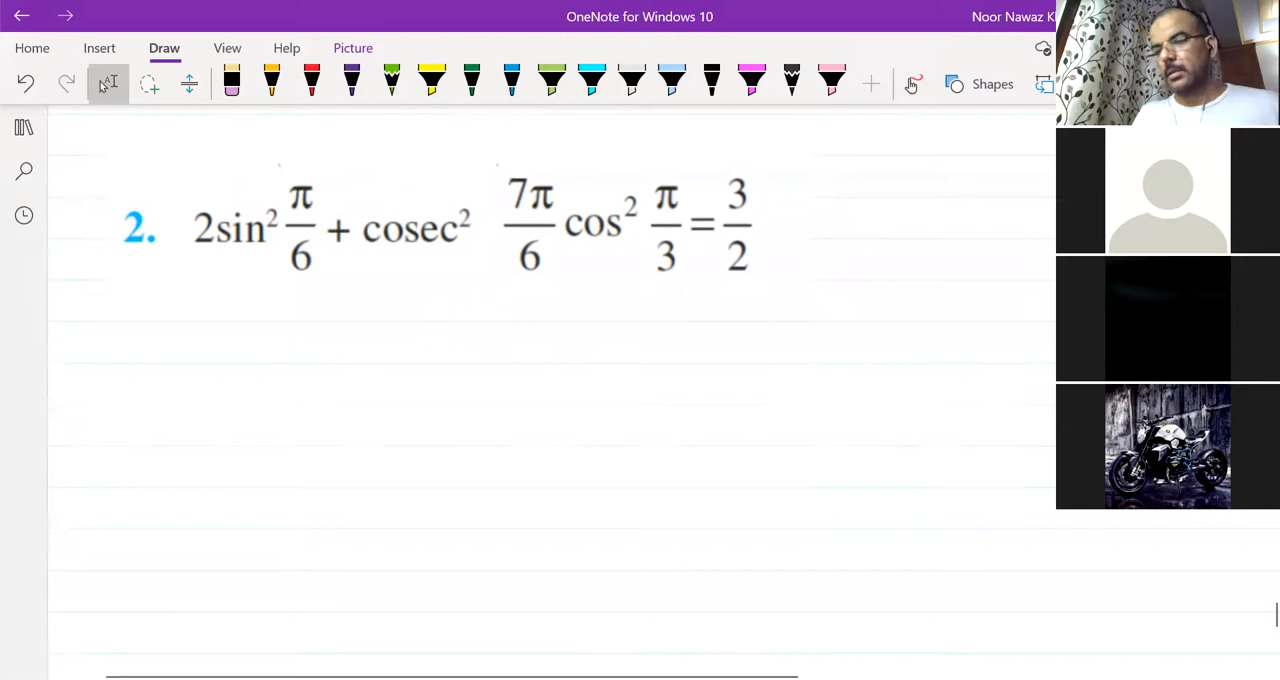 OneNote for Windows 10
Noor Nawaz K
Home Insert Draw View Help Picture
Shapes
2. 2sin² π/6 + cosec² 7π/6 cos² π/3 = 3/2